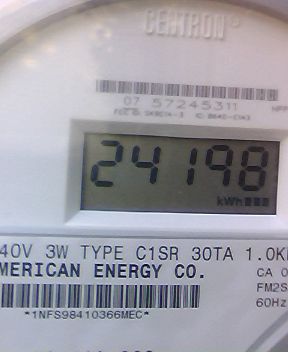 CENTRON®
07 57245311
24198
kWh
40V 3W TYPE C1SR 30TA 1.0K
MERICAN ENERGY CO.
CA 0
FM2S
60Hz
*1NFS98410366MEC*